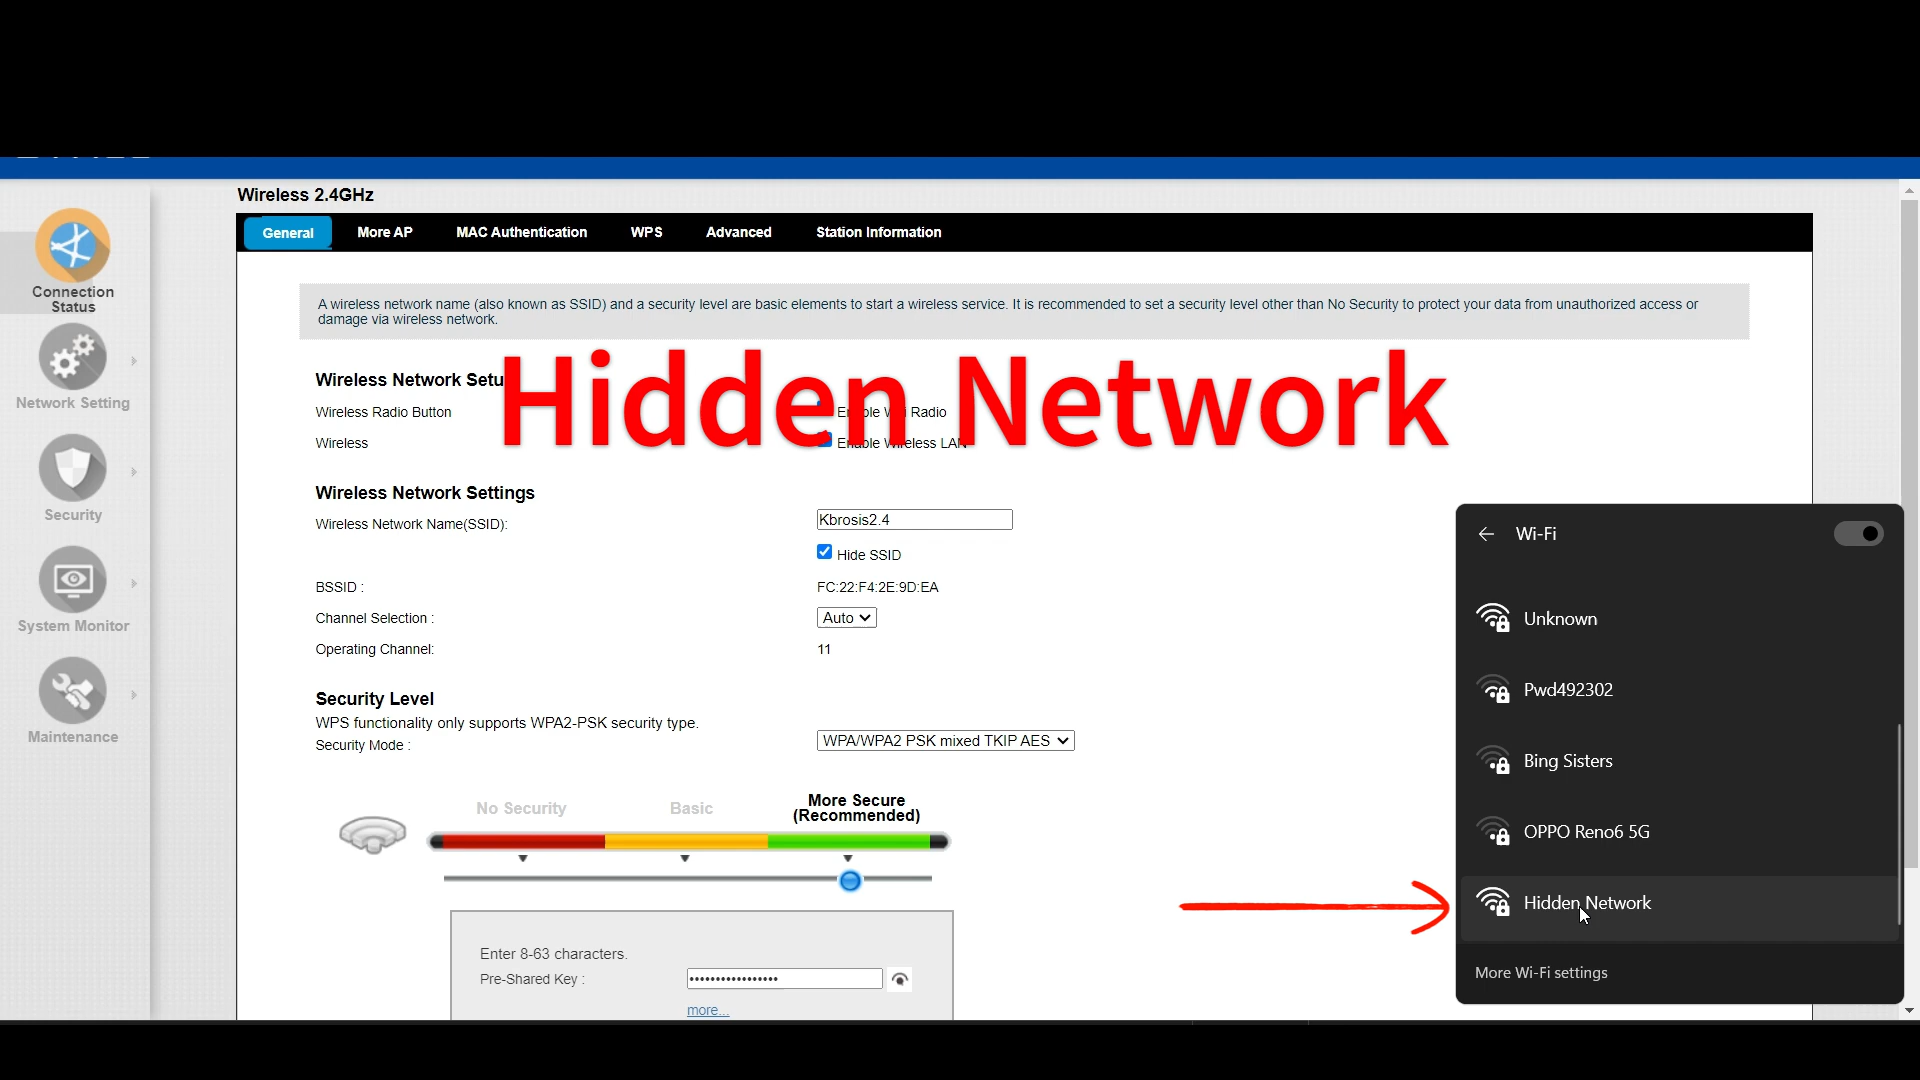 Wireless 2.4GHz
General More AP MAC Authentication WPS Advanced Station Information
Connection
Status
Network Setting
Security
System Monitor
Maintenance
A wireless network name (also known as SSID) and a security level are basic elements to start a wireless service. It is recommended to set a security level other than No Security to protect your data from unauthorized access or
damage via wireless network.
Hidden Network
Wireless Network Setu
Wireless Radio Button Radio
Wireless Enable Wireless LAN
Wireless Network Settings
Wireless Network Name(SSID): Kbrosis2.4
Hide SSID
BSSID : FC:22:F4:2E:9D:EA
Channel Selection : Auto
Operating Channel: 11
Security Level
WPS functionality only supports WPA2-PSK security type.
Security Mode : WPA/WPA2 PSK mixed TKIP AES
No Security Basic More Secure
(Recommended)
Enter 8-63 characters.
Pre-Shared Key : •••••••••••••••••
more...
Wi-Fi
Unknown
Pwd492302
Bing Sisters
OPPO Reno6 5G
Hidden Network
More Wi-Fi settings